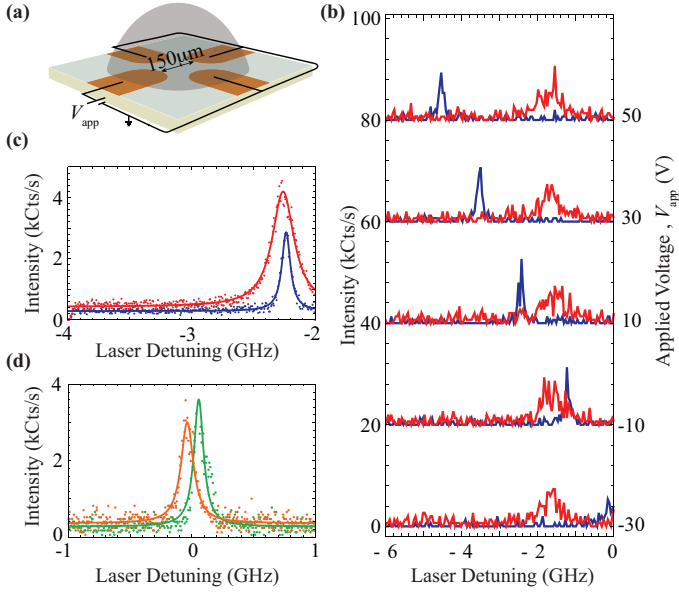 (a)
150μm
Vapp
(b)
100
80
60
40
20
0
Intensity (kCts/s)
50
30
10
-10
-30
Applied Voltage , Vapp (V)
- 6
- 4
- 2
0
Laser Detuning (GHz)
(c)
4
2
0
Intensity (kCts/s)
-4
-3
-2
Laser Detuning (GHz)
(d)
4
2
0
Intensity (kCts/s)
-1
0
1
Laser Detuning (GHz)